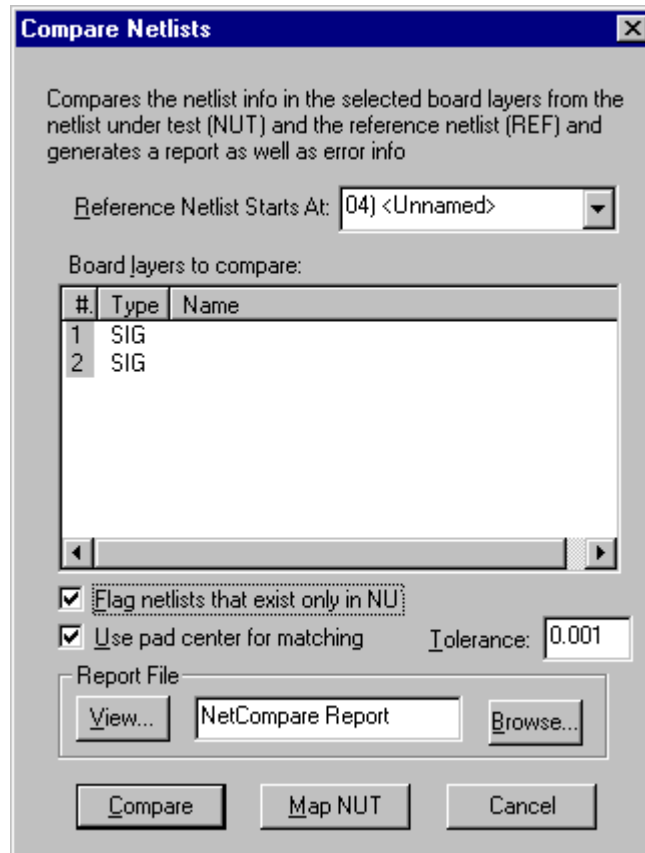 Compare Netlists
Compares the netlist info in the selected board layers from the
netlist under test (NUT) and the reference netlist (REF) and
generates a report as well as error info
Reference Netlist Starts At: 04) <Unnamed>
Board layers to compare:
#. Type Name
1 SIG
2 SIG
Flag netlists that exist only in NU
Use pad center for matching Tolerance: 0.001
Report File
View... NetCompare Report Browse...
Compare Map NUT Cancel